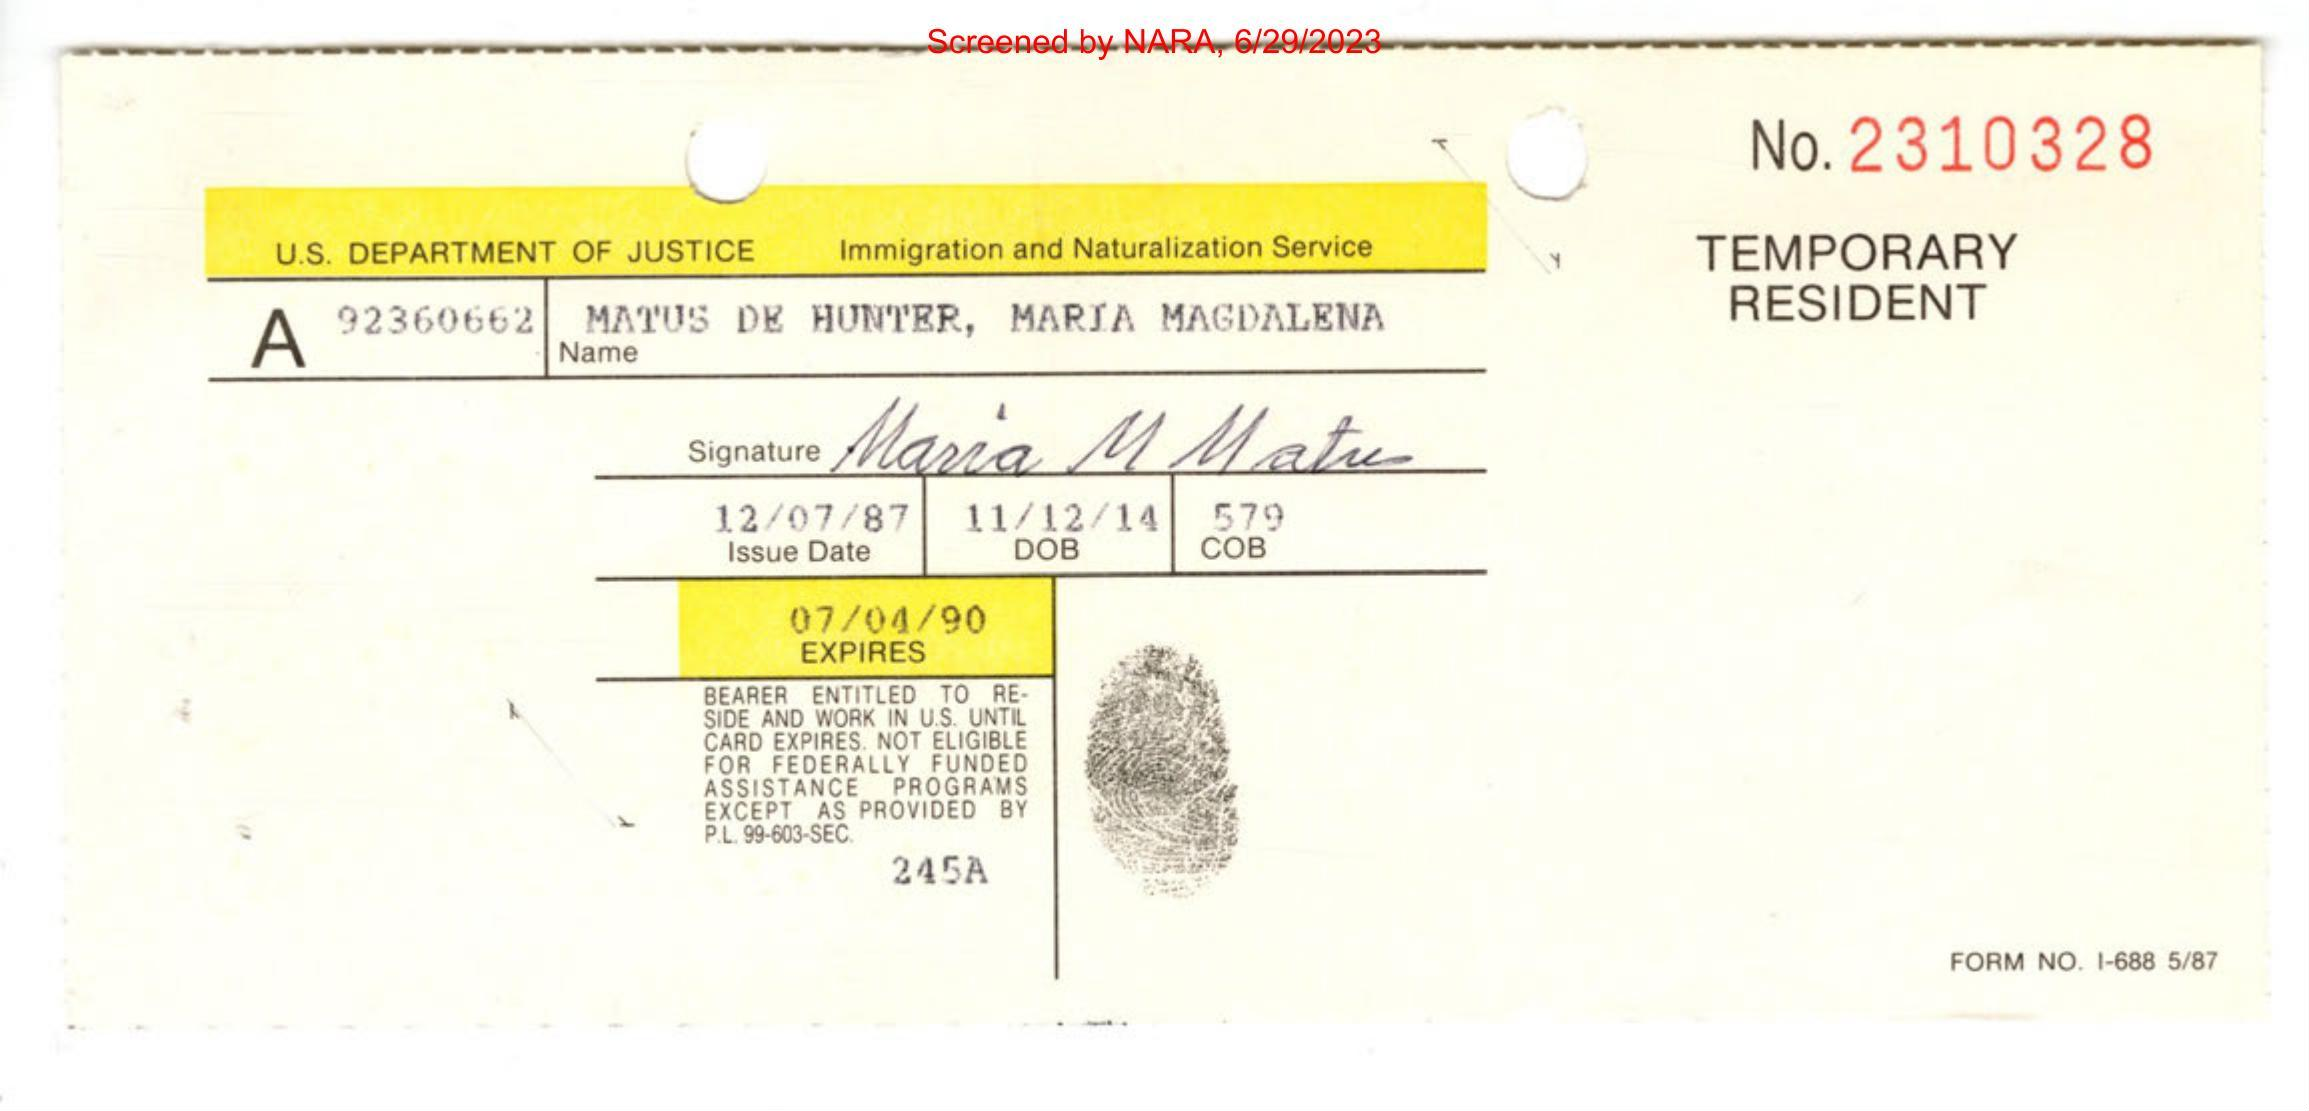 Screened by NARA, 6/29/2023
No. 2310328
U.S. DEPARTMENT OF JUSTICE Immigration and Naturalization Service
TEMPORARY
RESIDENT
A 92360662 MATUS DE HUNTER, MARIA MAGDALENA
Name
Signature Maria M Matus
12/07/87 11/12/14 579
Issue Date DOB COB
07/04/90
EXPIRES
BEARER ENTITLED TO RE-
SIDE AND WORK IN U.S. UNTIL
CARD EXPIRES. NOT ELIGIBLE
FOR FEDERALLY FUNDED
ASSISTANCE PROGRAMS
EXCEPT AS PROVIDED BY
P.L. 99-603-SEC.
245A
FORM NO. I-688 5/87